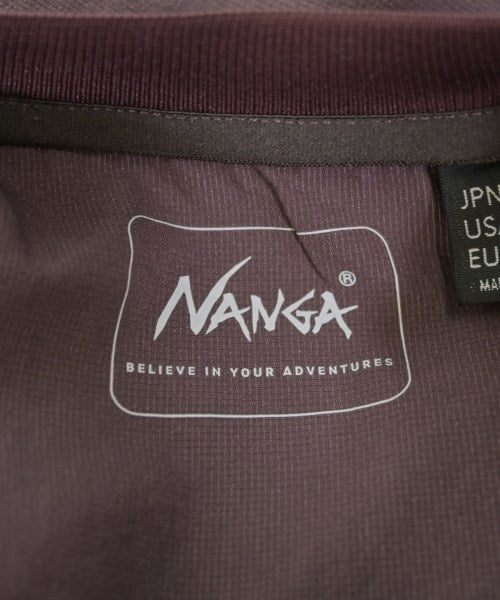 NANGA®
BELIEVE IN YOUR ADVENTURES
JPN
USA
EU